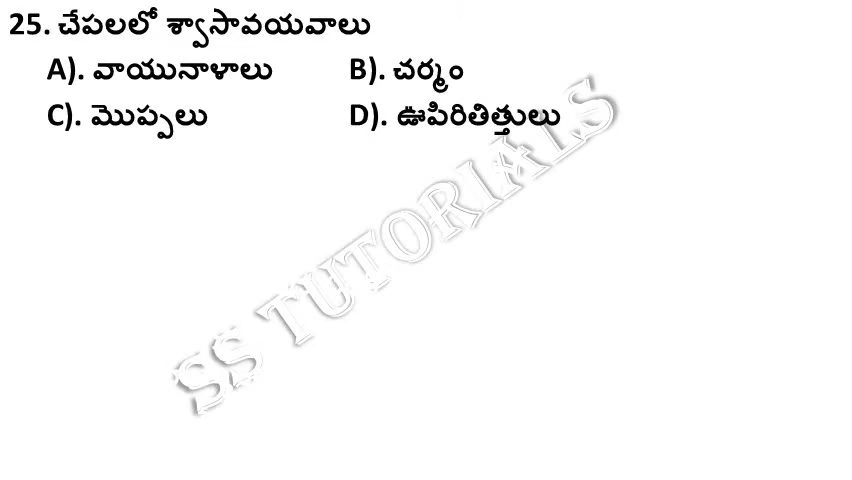 25. చేపలలో శ్వాసావయవాలు
A). వాయునాళాలు B). చర్మం
C). మొప్పలు D). ఊపిరితిత్తులు
SS TUTORIALS